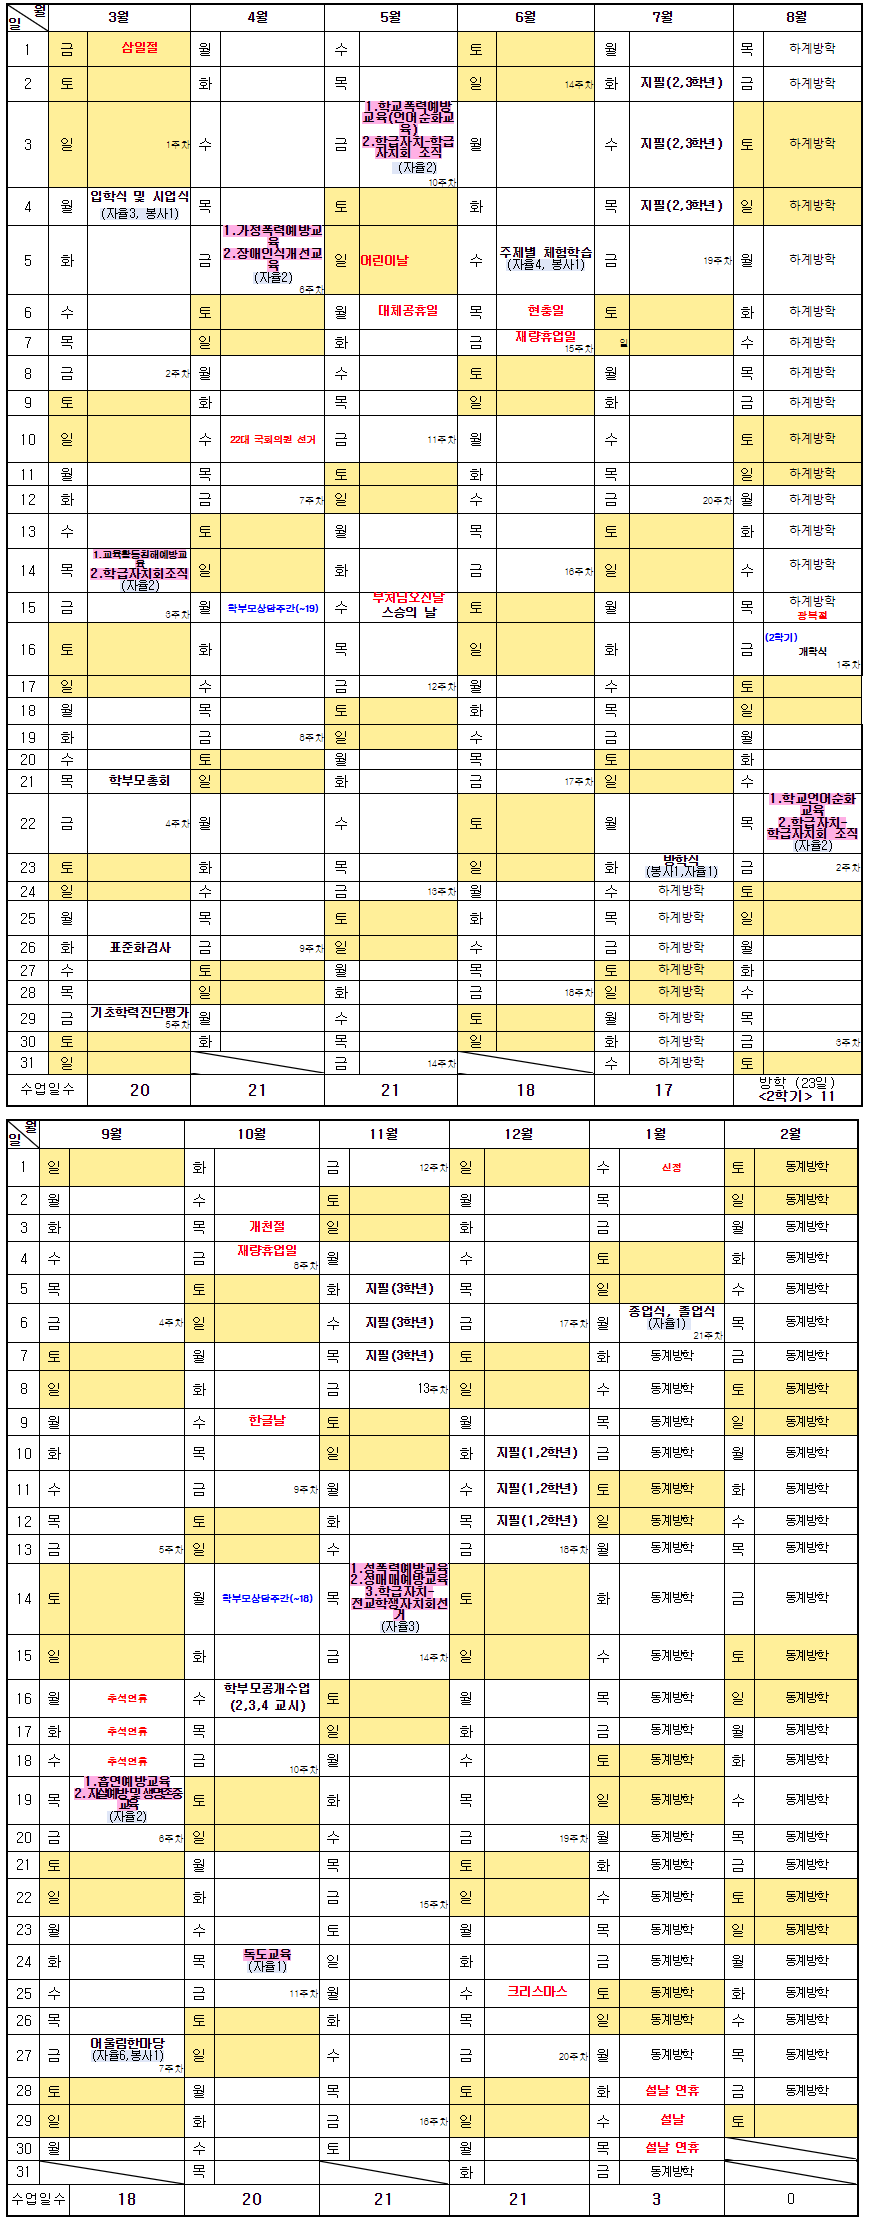 월 일 3월 4월 5월 6월 7월 8월
1 금 삼일절 월 수 토 월 목 하계방학
2 토 화 목 일 14주차 화 지필(2,3학년) 금 하계방학
3 일 1주차 수 금 1.학교폭력예방교육(언어순화교육) 2.학급자치-학급자치회 조직 (자율2) 10주차 월 수 지필(2,3학년) 토 하계방학
4 월 입학식 및 시업식 (자율3, 봉사1) 목 토 화 목 지필(2,3학년) 일 하계방학
5 화 금 1.가정폭력예방교육 2.장애인식개선교육 (자율2) 6주차 일 어린이날 수 주제별 체험학습 (자율4, 봉사1) 금 19주차 월 하계방학
6 수 토 월 대체공휴일 목 현충일 토 화 하계방학
7 목 일 화 금 재량휴업일 15주차 일 수 하계방학
8 금 2주차 월 수 토 월 목 하계방학
9 토 화 목 일 화 금 하계방학
10 일 수 22대 국회의원 선거 금 11주차 월 수 토 하계방학
11 월 목 토 화 목 일 하계방학
12 화 금 7주차 일 수 금 20주차 월 하계방학
13 수 토 월 목 토 화 하계방학
14 목 1.교육활동침해예방교육 2.학급자치회조직 (자율2) 일 화 금 16주차 일 수 하계방학
15 금 3주차 월 학부모상담주간(~19) 수 부처님오신날 스승의 날 토 월 목 하계방학 광복절
16 토 화 목 일 화 금 (2학기) 개학식 1주차
17 일 수 금 12주차 월 수 토
18 월 목 토 화 목 일
19 화 금 8주차 일 수 금 월
20 수 토 월 목 토 화
21 목 학부모총회 일 화 금 17주차 일 수
22 금 4주차 월 수 토 월 목 1.학교언어순화교육 2.학급자치-학급자치회 조직 (자율2)
23 토 화 목 일 화 방학식 (봉사1,자율1) 금 2주차
24 일 수 금 13주차 월 수 하계방학 토
25 월 목 토 화 목 하계방학 일
26 화 표준화검사 금 9주차 일 수 금 하계방학 월
27 수 토 월 목 토 하계방학 화
28 목 일 화 금 18주차 일 하계방학 수
29 금 기초학력진단평가 5주차 월 수 토 월 하계방학 목
30 토 화 목 일 화 하계방학 금 3주차
31 일 금 14주차 수 하계방학 토
수업일수 20 21 21 18 17 방학 (23일) <2학기> 11
월 일 9월 10월 11월 12월 1월 2월
1 일 화 금 12주차 일 수 신정 토 동계방학
2 월 수 토 월 목 일 동계방학
3 화 목 개천절 일 화 금 월 동계방학
4 수 금 재량휴업일 8주차 월 수 토 화 동계방학
5 목 토 화 지필(3학년) 목 일 수 동계방학
6 금 4주차 일 수 지필(3학년) 금 17주차 월 종업식, 졸업식 (자율1) 21주차 목 동계방학
7 토 월 목 지필(3학년) 토 화 동계방학 금 동계방학
8 일 화 금 13주차 일 수 동계방학 토 동계방학
9 월 수 한글날 토 월 목 동계방학 일 동계방학
10 화 목 일 화 지필(1,2학년) 금 동계방학 월 동계방학
11 수 금 9주차 월 수 지필(1,2학년) 토 동계방학 화 동계방학
12 목 토 화 목 지필(1,2학년) 일 동계방학 수 동계방학
13 금 5주차 일 수 금 18주차 월 동계방학 목 동계방학
14 토 월 학부모상담주간(~18) 목 1.성폭력예방교육 2.성매매예방교육 3.학급자치-전교학생자치회선거 (자율3) 토 화 동계방학 금 동계방학
15 일 화 금 14주차 일 수 동계방학 토 동계방학
16 월 추석연휴 수 학부모공개수업 (2,3,4 교시) 토 월 목 동계방학 일 동계방학
17 화 추석연휴 목 일 화 금 동계방학 월 동계방학
18 수 추석연휴 금 10주차 월 수 토 동계방학 화 동계방학
19 목 1.흡연예방교육 2.자살예방 및 생명존중교육 (자율2) 토 화 목 일 동계방학 수 동계방학
20 금 6주차 일 수 금 19주차 월 동계방학 목 동계방학
21 토 월 목 토 화 동계방학 금 동계방학
22 일 화 금 15주차 일 수 동계방학 토 동계방학
23 월 수 토 월 목 동계방학 일 동계방학
24 화 목 독도교육 (자율1) 일 화 금 동계방학 월 동계방학
25 수 금 11주차 월 수 크리스마스 토 동계방학 화 동계방학
26 목 토 화 목 일 동계방학 수 동계방학
27 금 어울림한마당 (자율6,봉사1) 7주차 일 수 금 20주차 월 동계방학 목 동계방학
28 토 월 목 토 화 설날 연휴 금 동계방학
29 일 화 금 16주차 일 수 설날 토
30 월 수 토 월 목 설날 연휴
31 목 화 금 동계방학
수업일수 18 20 21 21 3 0